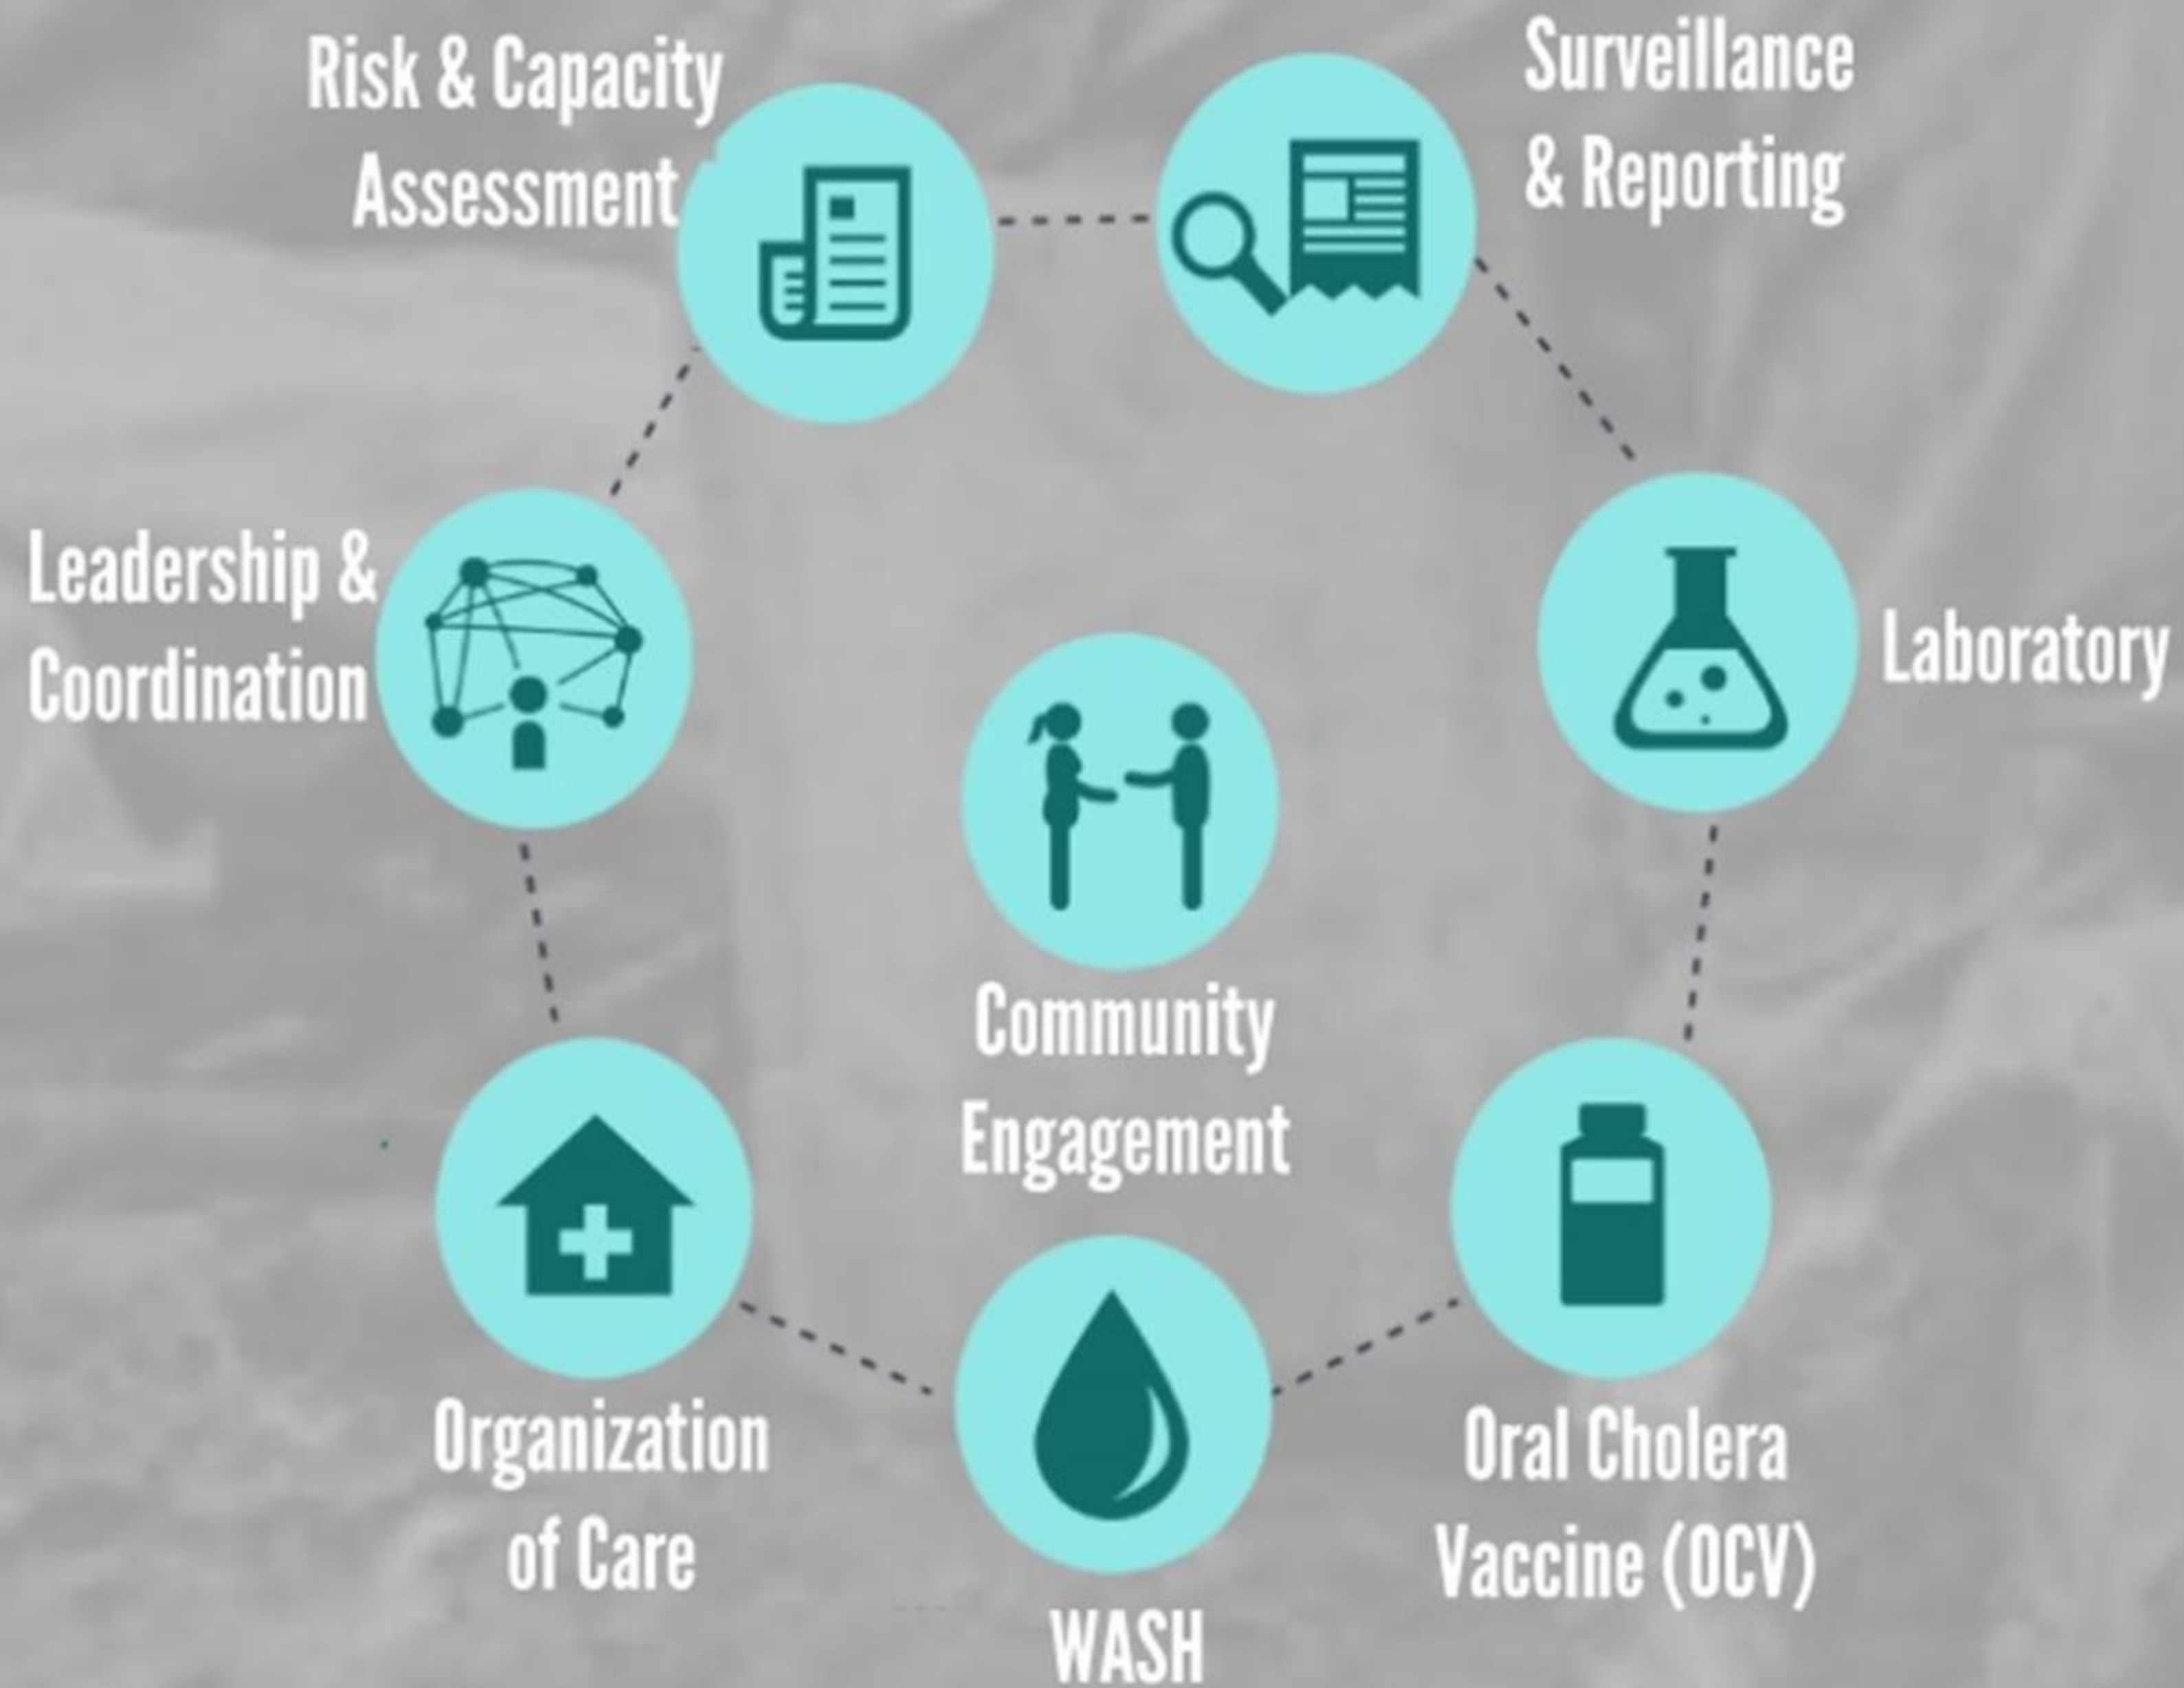 Risk & Capacity
Assessment
Surveillance
& Reporting
Leadership &
Coordination
Laboratory
Community
Engagement
Organization
of Care
Oral Cholera
Vaccine (OCV)
WASH